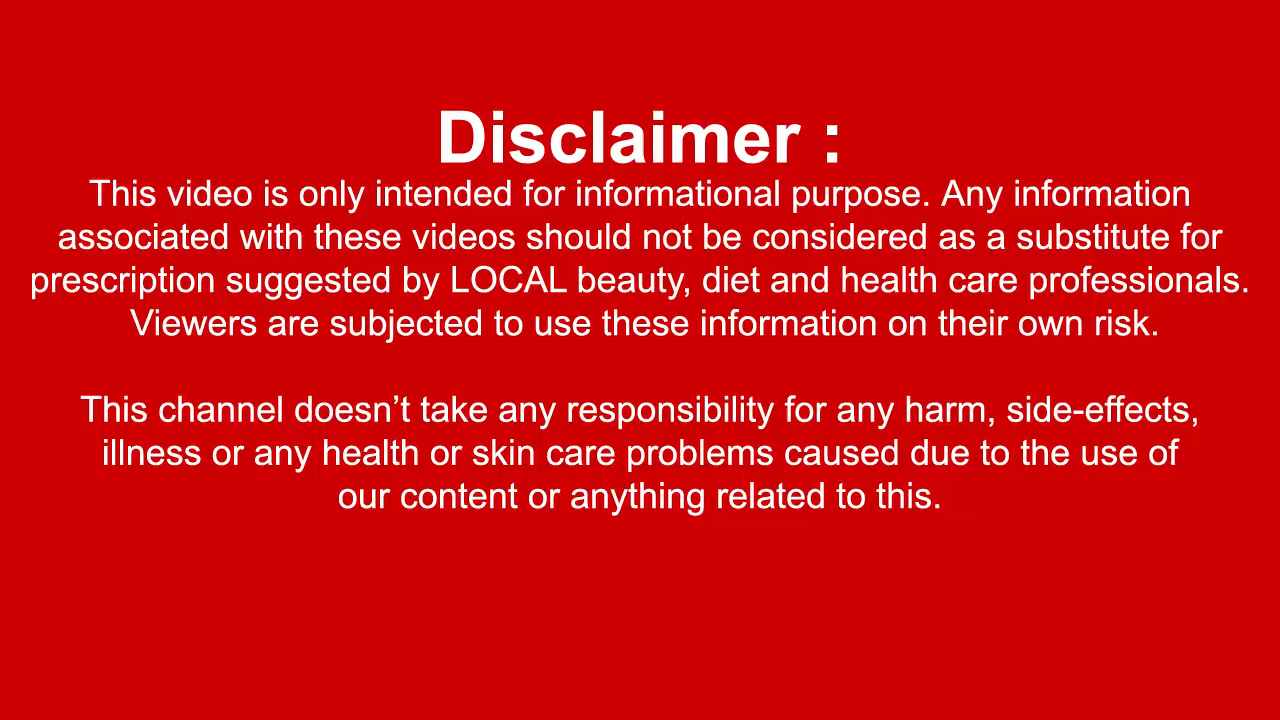 Disclaimer :
This video is only intended for informational purpose. Any information
associated with these videos should not be considered as a substitute for
prescription suggested by LOCAL beauty, diet and health care professionals.
Viewers are subjected to use these information on their own risk.
This channel doesn’t take any responsibility for any harm, side-effects,
illness or any health or skin care problems caused due to the use of
our content or anything related to this.